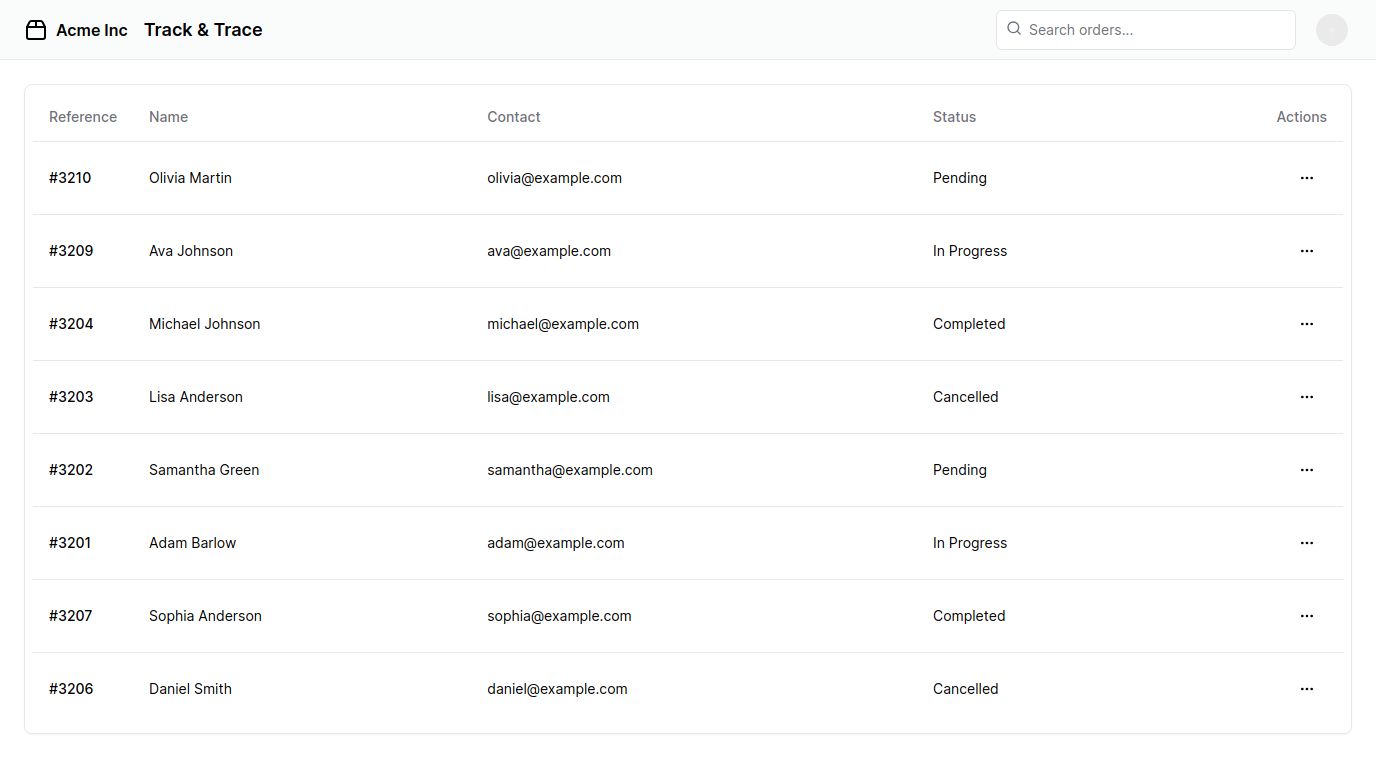 Acme Inc Track & Trace Search orders...
Reference Name Contact Status Actions
#3210 Olivia Martin olivia@example.com Pending
#3209 Ava Johnson ava@example.com In Progress
#3204 Michael Johnson michael@example.com Completed
#3203 Lisa Anderson lisa@example.com Cancelled
#3202 Samantha Green samantha@example.com Pending
#3201 Adam Barlow adam@example.com In Progress
#3207 Sophia Anderson sophia@example.com Completed
#3206 Daniel Smith daniel@example.com Cancelled